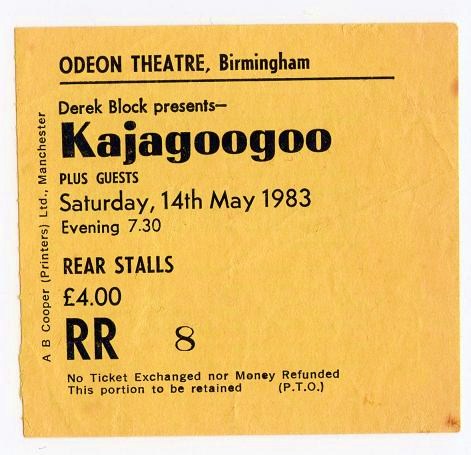 ODEON THEATRE, Birmingham
Derek Block presents–
Kajagoogoo
PLUS GUESTS
Saturday, 14th May 1983
Evening 7.30
REAR STALLS
£4.00
RR 8
No Ticket Exchanged nor Money Refunded
This portion to be retained (P.T.O.)
A B Cooper (Printers) Ltd., Manchester